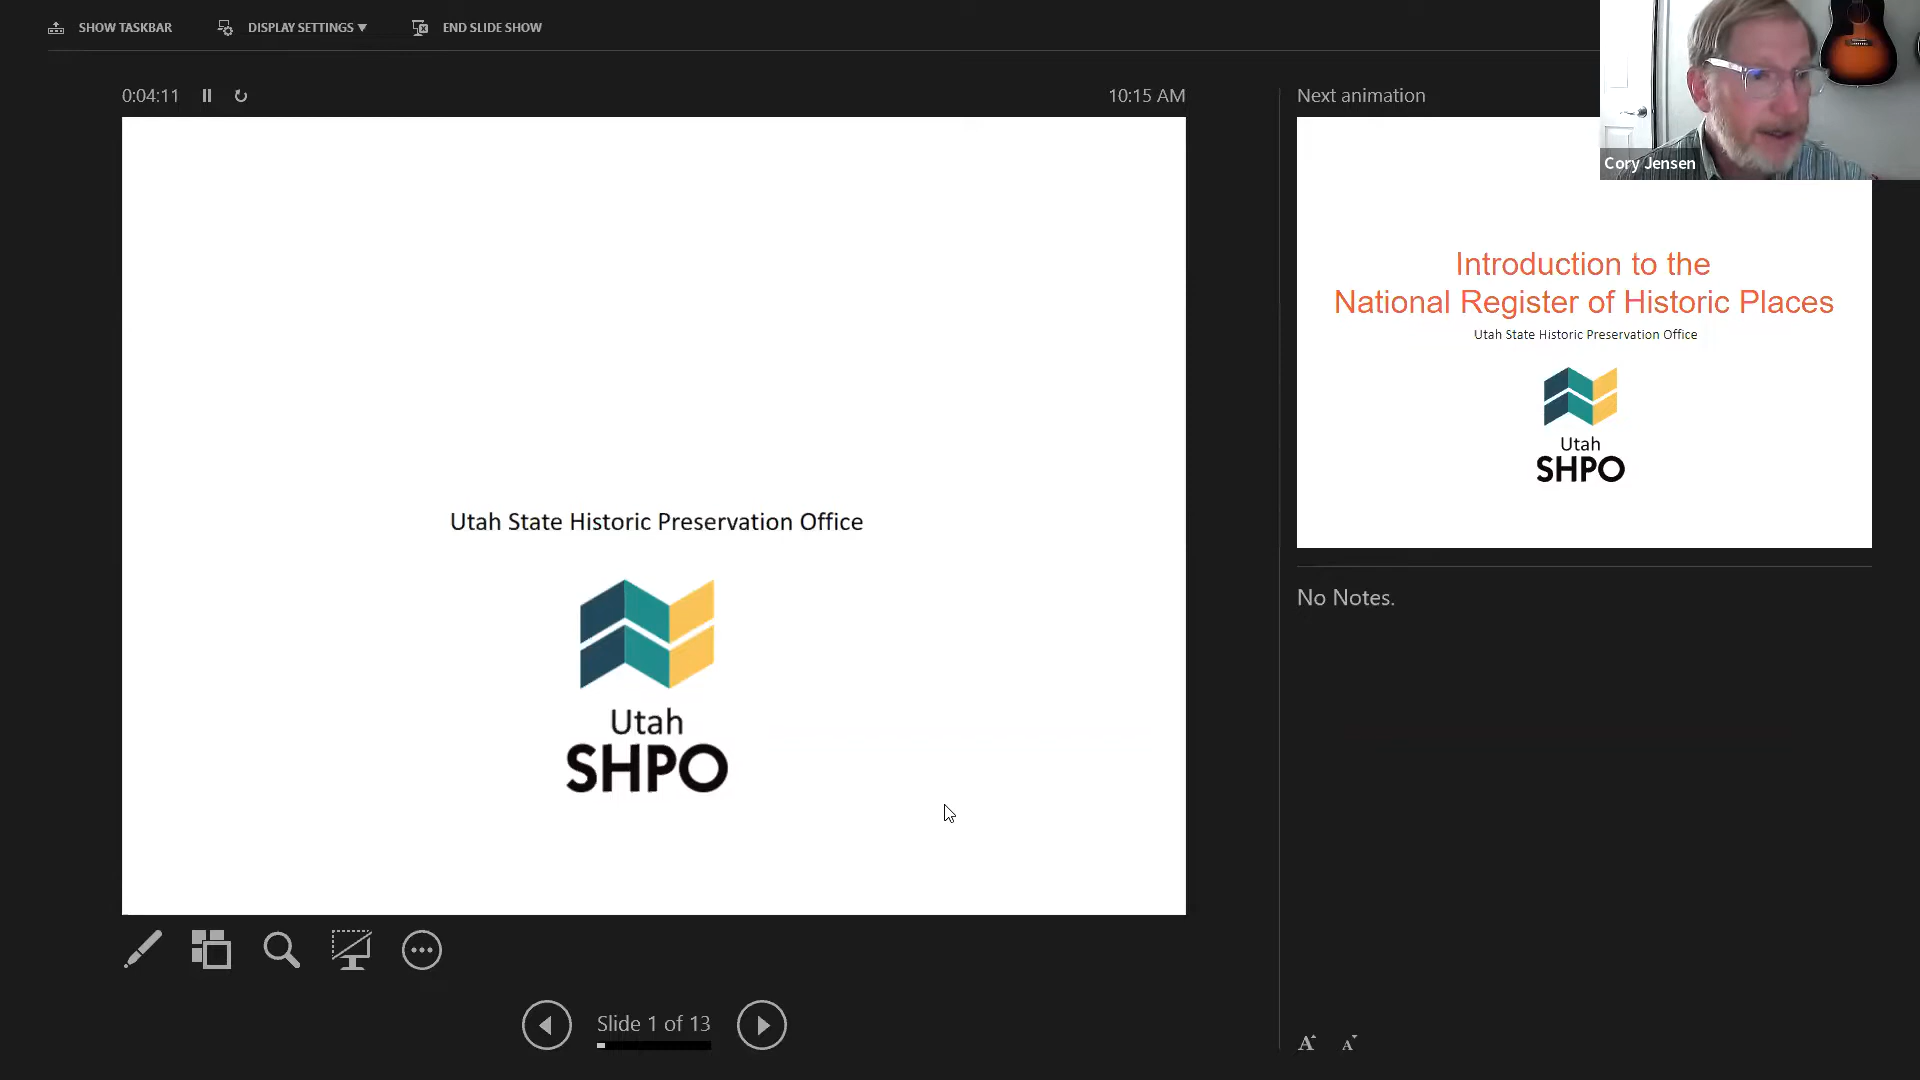 SHOW TASKBAR
DISPLAY SETTINGS ▼
END SLIDE SHOW
0:04:11
10:15 AM
Utah State Historic Preservation Office
Utah
SHPO
Slide 1 of 13
Next animation
Cory Jensen
Introduction to the
National Register of Historic Places
Utah State Historic Preservation Office
Utah
SHPO
No Notes.
A A